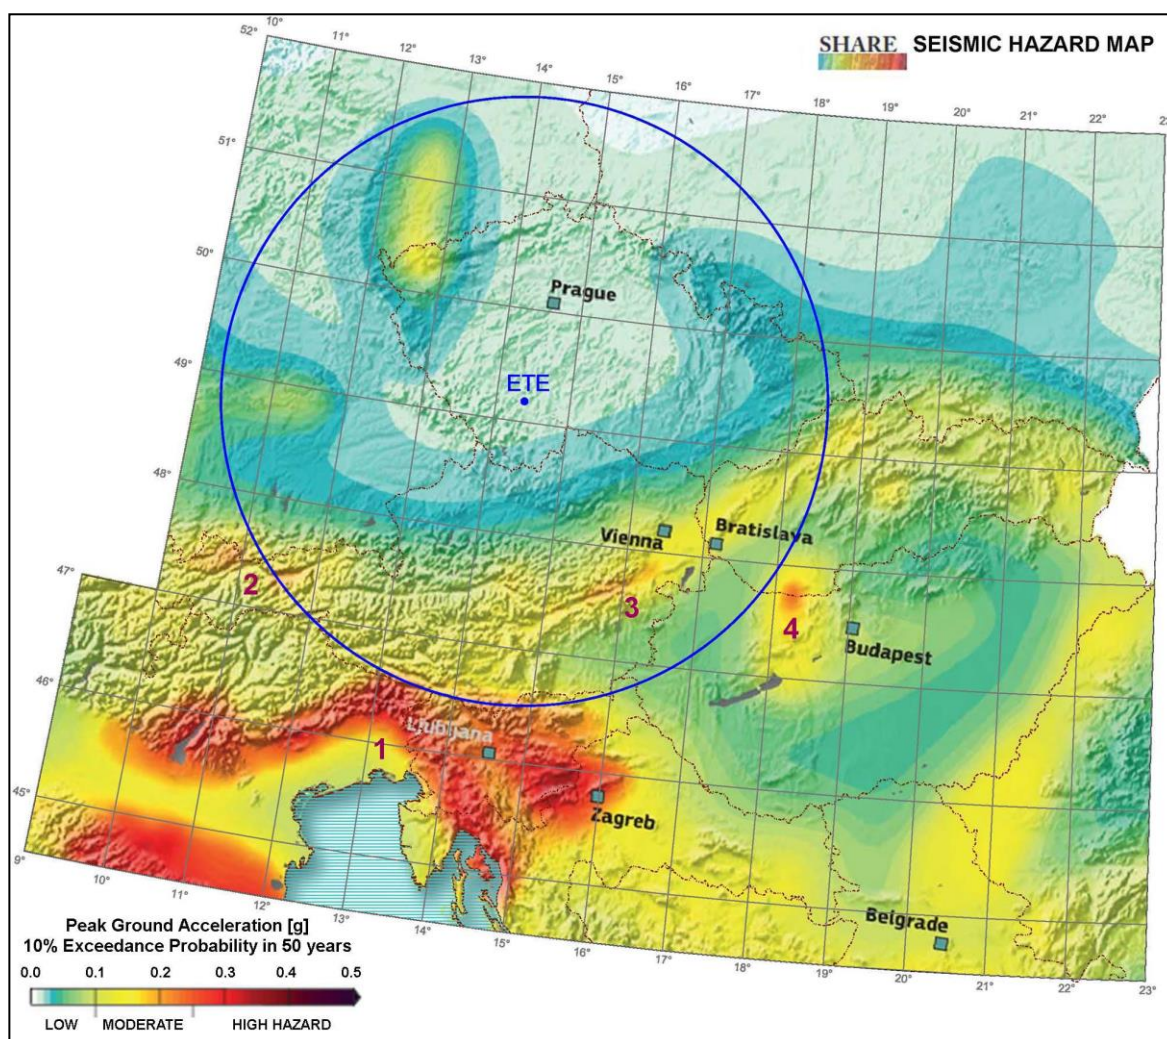 SHARE SEISMIC HAZARD MAP
10° 11° 12° 13° 14° 15° 16° 17° 18° 19° 20° 21° 22° 23
52°
51°
50°
49°
48°
47°
46°
45°
9°
Prague
ETE
Vienna
Bratislava
2
3
4
Budapest
1
Ljubljana
Zagreb
Belgrade
10° 11° 12° 13° 14° 15° 16° 17° 18° 19° 20° 21° 22° 23°
Peak Ground Acceleration [g]
10% Exceedance Probability in 50 years
0.0 0.1 0.2 0.3 0.4 0.5
LOW MODERATE HIGH HAZARD